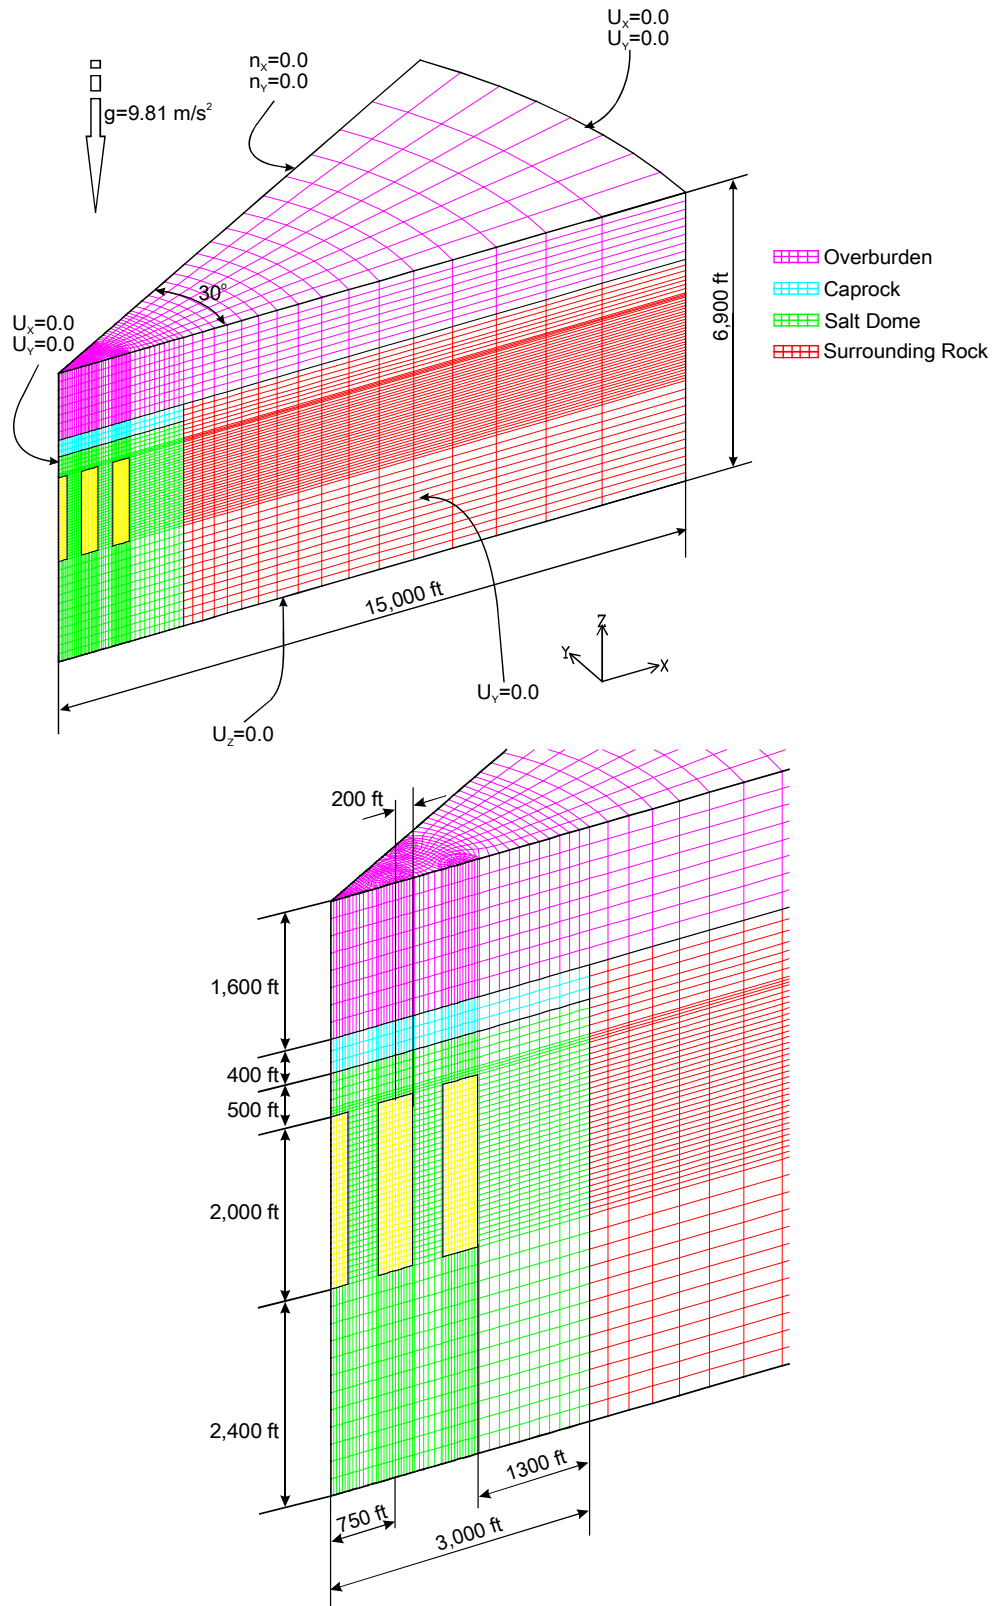 Uₓ=0.0
Uᵧ=0.0
nₓ=0.0
nᵧ=0.0
g=9.81 m/s²
30°
Uₓ=0.0
Uᵧ=0.0
6,900 ft
Overburden
Caprock
Salt Dome
Surrounding Rock
15,000 ft
Z
Y
X
Uᵧ=0.0
U_Z=0.0
200 ft
1,600 ft
400 ft
500 ft
2,000 ft
2,400 ft
1300 ft
750 ft
3,000 ft